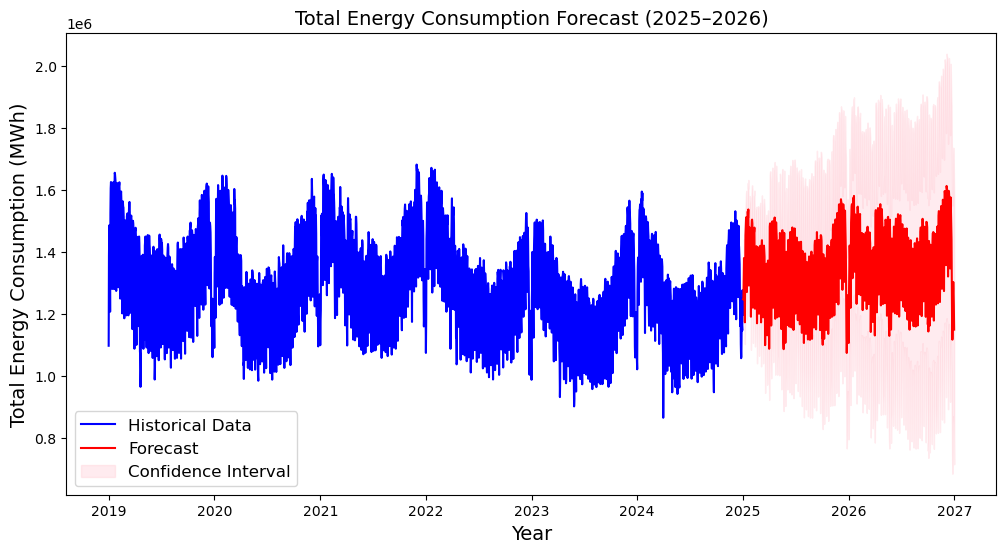 Total Energy Consumption Forecast (2025–2026)
1e6
2.0
1.8
1.6
1.4
1.2
1.0
0.8
Total Energy Consumption (MWh)
Historical Data
Forecast
Confidence Interval
2019 2020 2021 2022 2023 2024 2025 2026 2027
Year